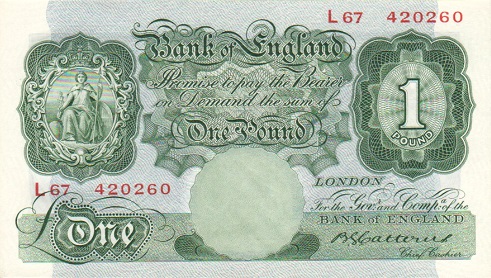 L67 420260
Bank of England
Promise to pay the Bearer
on Demand the sum of
One Pound
1
POUND
L67 420260
LONDON
For the Govr. and Compa. of the
BANK OF ENGLAND
£One
B G Catterns
Chief Cashier